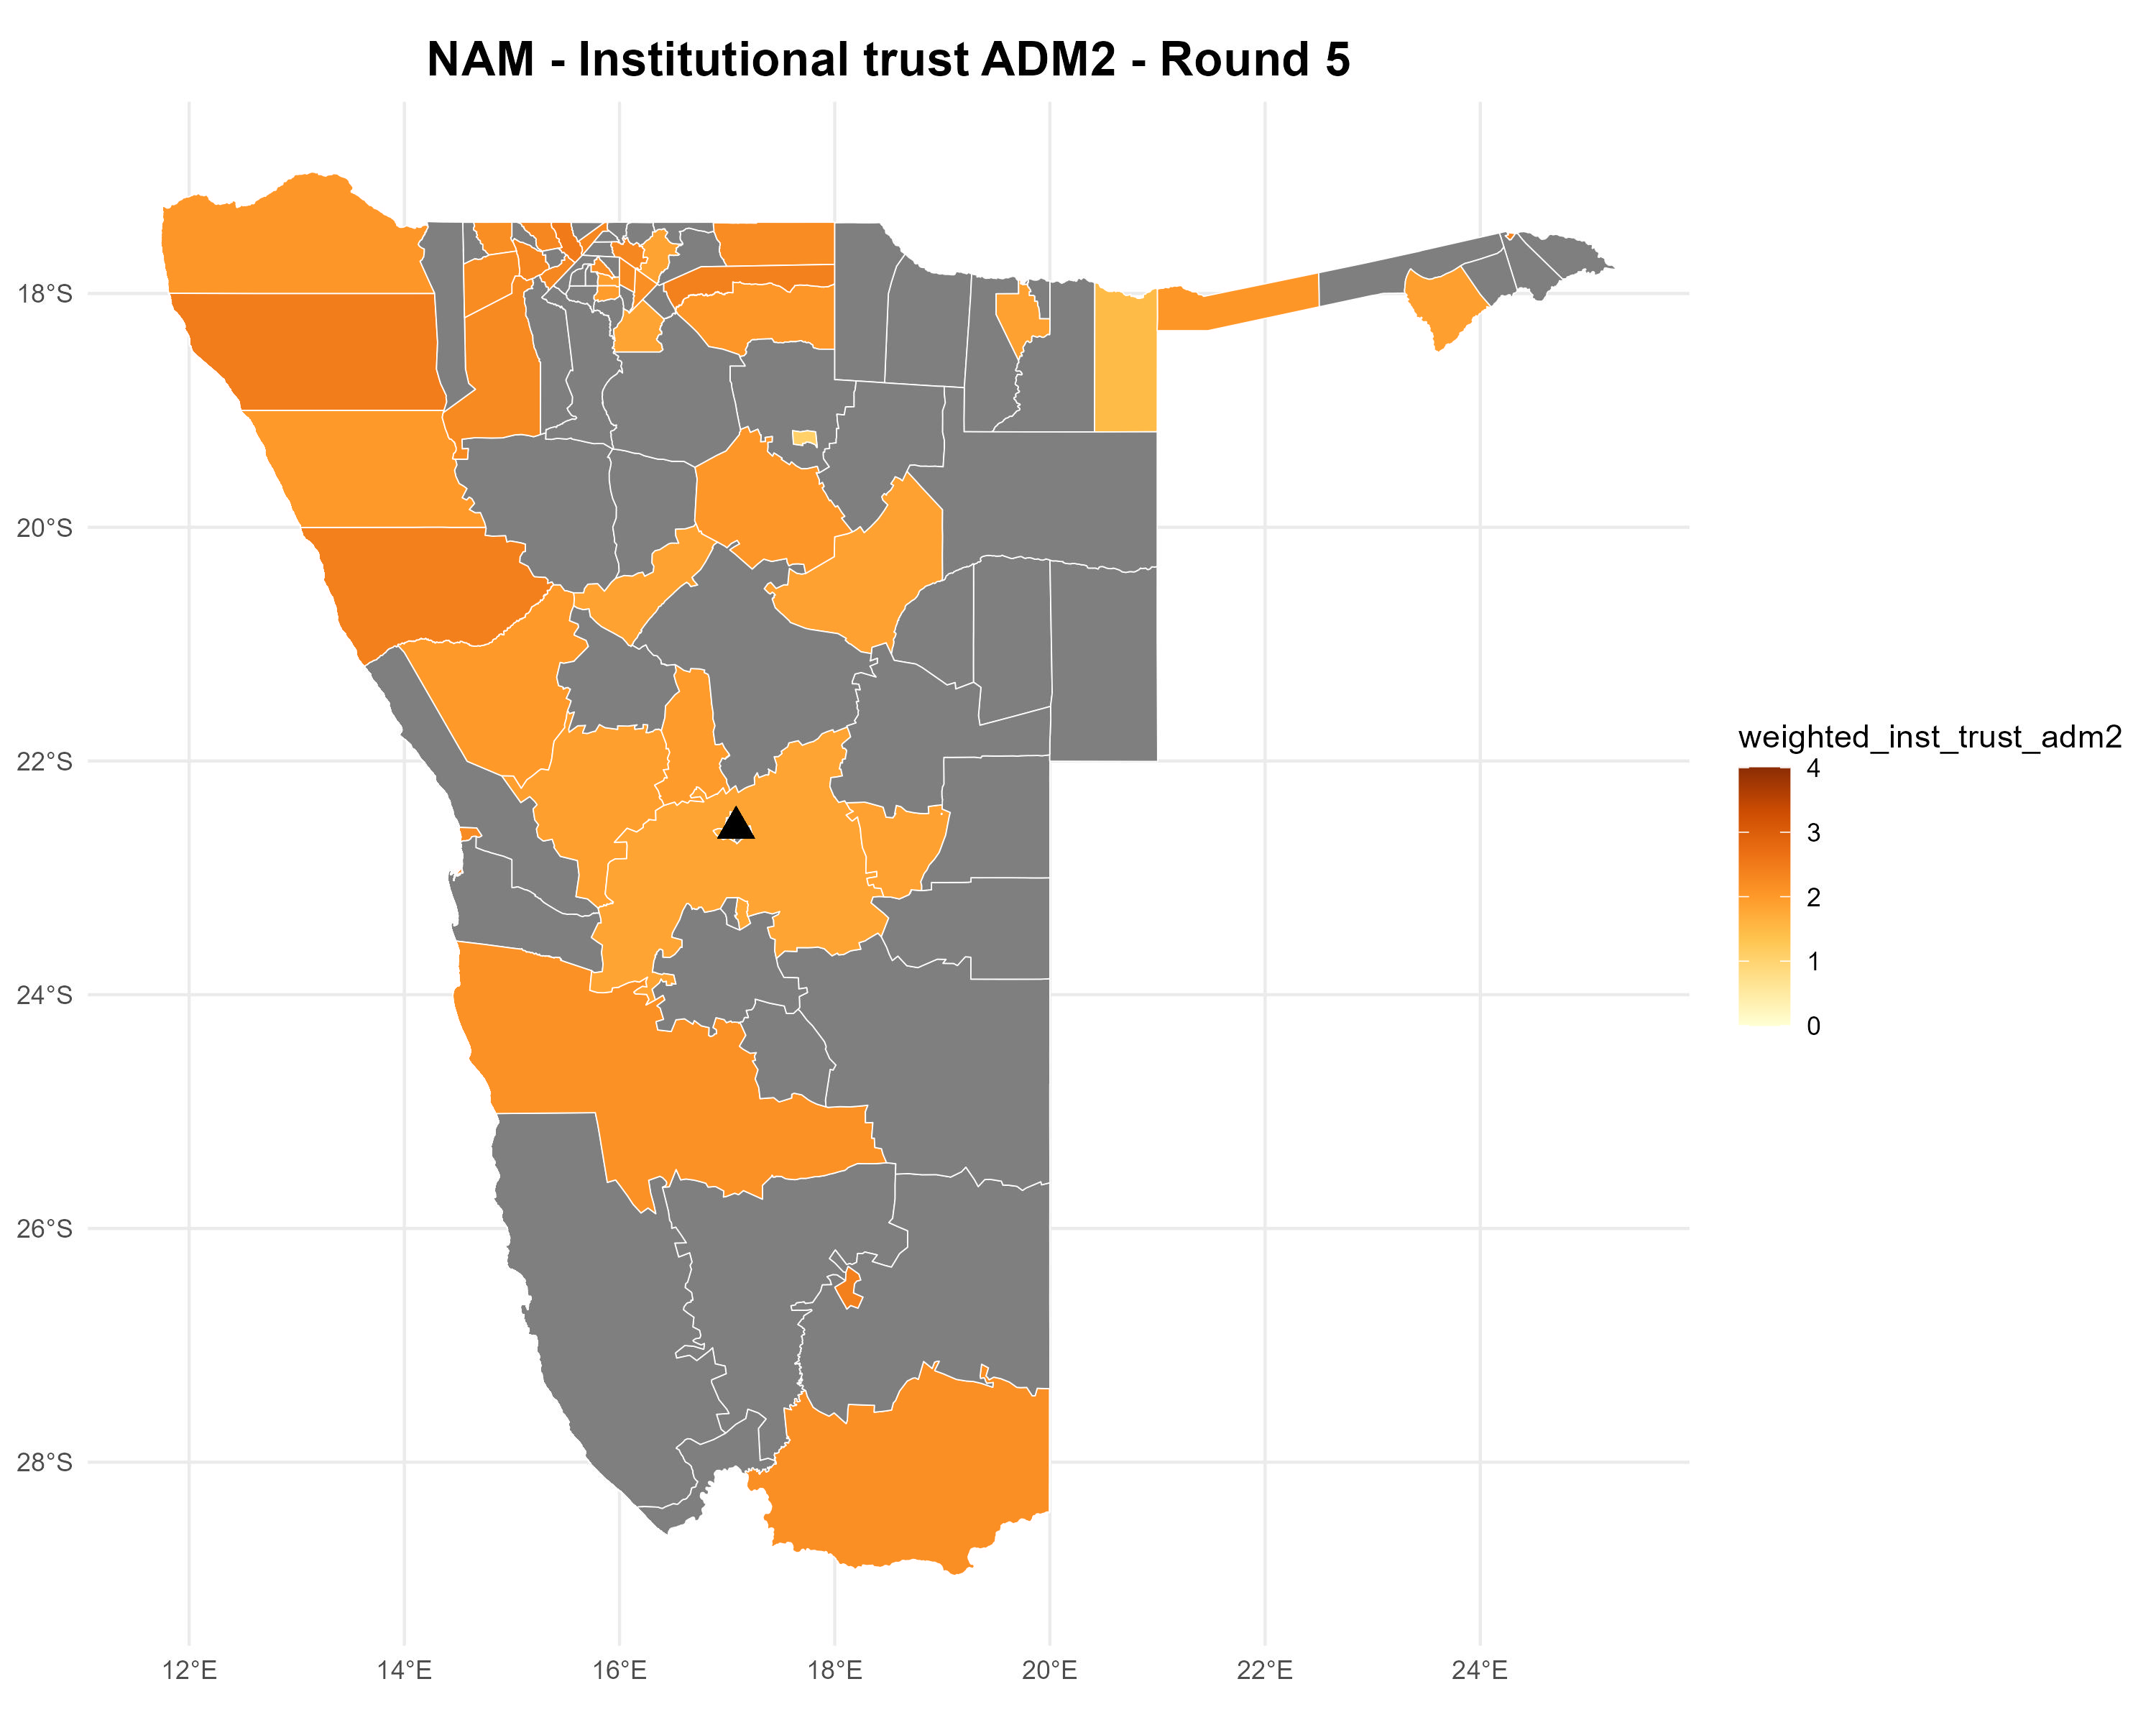 NAM - Institutional trust ADM2 - Round 5
18°S
20°S
22°S
24°S
26°S
28°S
12°E
14°E
16°E
18°E
20°E
22°E
24°E
weighted_inst_trust_adm2
4
3
2
1
0